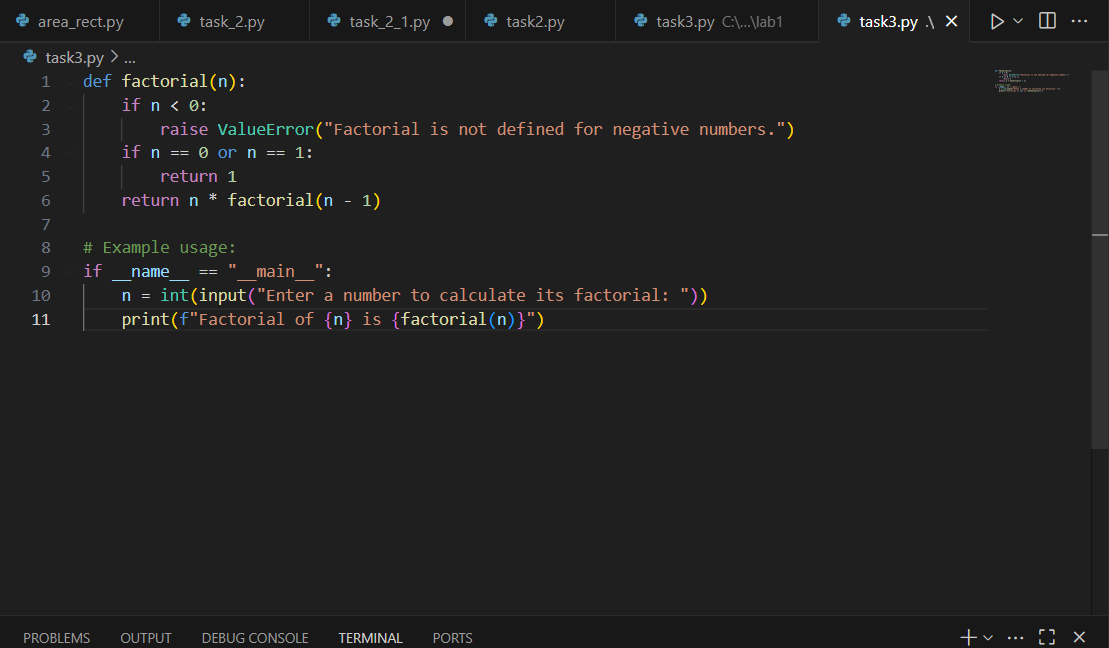 area_rect.py task_2.py task_2_1.py task2.py task3.py C:\...\lab1 task3.py .\
task3.py > ...
1 def factorial(n):
2     if n < 0:
3         raise ValueError("Factorial is not defined for negative numbers.")
4     if n == 0 or n == 1:
5         return 1
6     return n * factorial(n - 1)
7
8 # Example usage:
9 if __name__ == "__main__":
10     n = int(input("Enter a number to calculate its factorial: "))
11     print(f"Factorial of {n} is {factorial(n)}")
PROBLEMS OUTPUT DEBUG CONSOLE TERMINAL PORTS